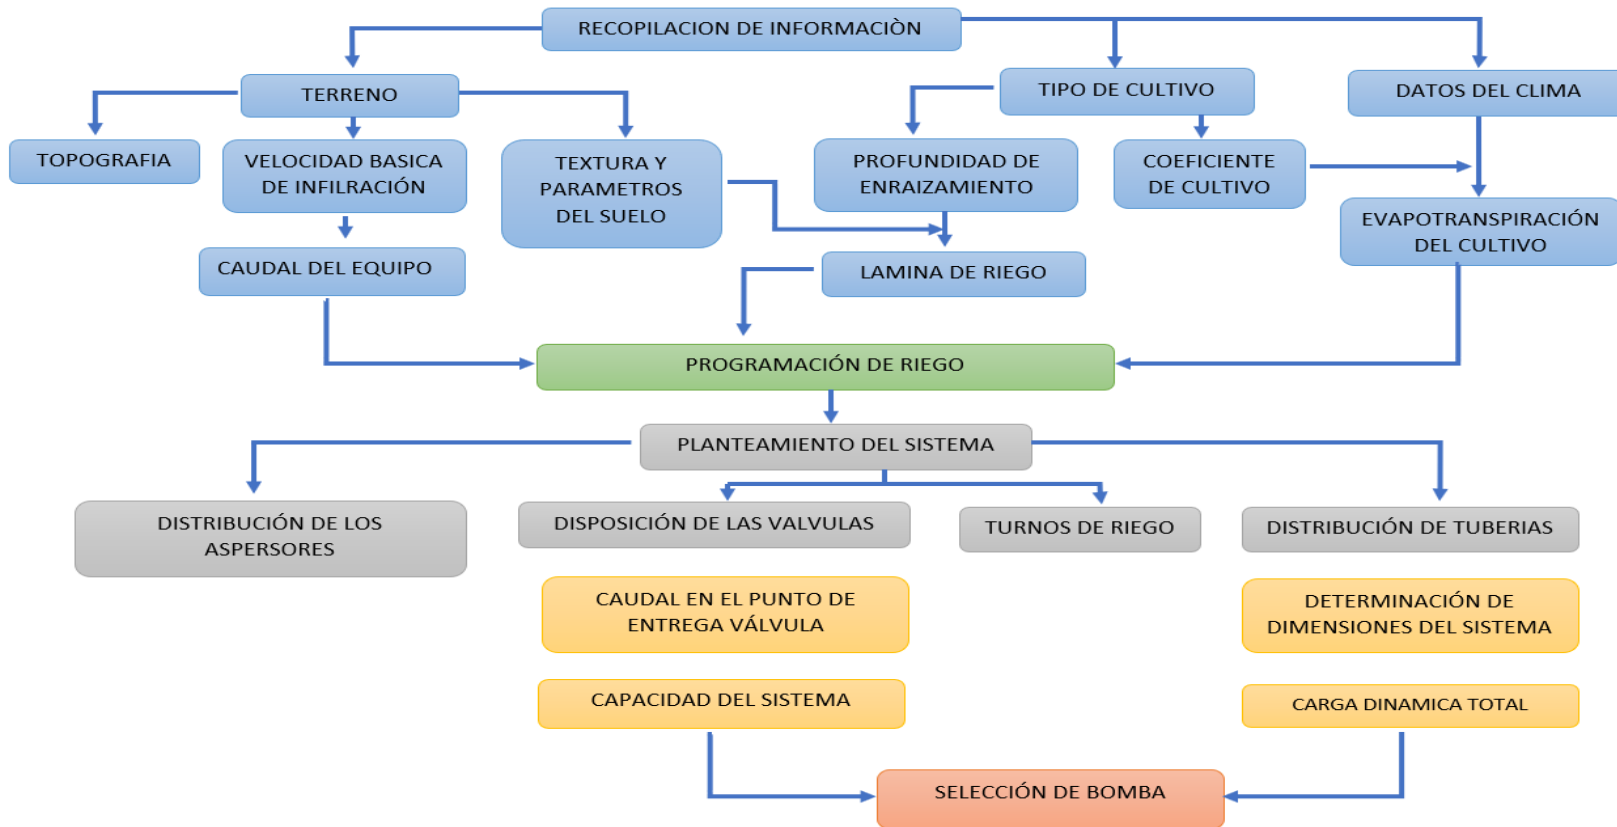 RECOPILACION DE INFORMACIÒN
TERRENO
TIPO DE CULTIVO
DATOS DEL CLIMA
TOPOGRAFIA
VELOCIDAD BASICA
DE INFILRACIÓN
TEXTURA Y
PARAMETROS
DEL SUELO
PROFUNDIDAD DE
ENRAIZAMIENTO
COEFICIENTE
DE CULTIVO
EVAPOTRANSPIRACIÓN
DEL CULTIVO
CAUDAL DEL EQUIPO
LAMINA DE RIEGO
PROGRAMACIÓN DE RIEGO
PLANTEAMIENTO DEL SISTEMA
DISTRIBUCIÓN DE LOS
ASPERSORES
DISPOSICIÓN DE LAS VALVULAS
TURNOS DE RIEGO
DISTRIBUCIÓN DE TUBERIAS
CAUDAL EN EL PUNTO DE
ENTREGA VÁLVULA
DETERMINACIÓN DE
DIMENSIONES DEL SISTEMA
CAPACIDAD DEL SISTEMA
CARGA DINAMICA TOTAL
SELECCIÓN DE BOMBA